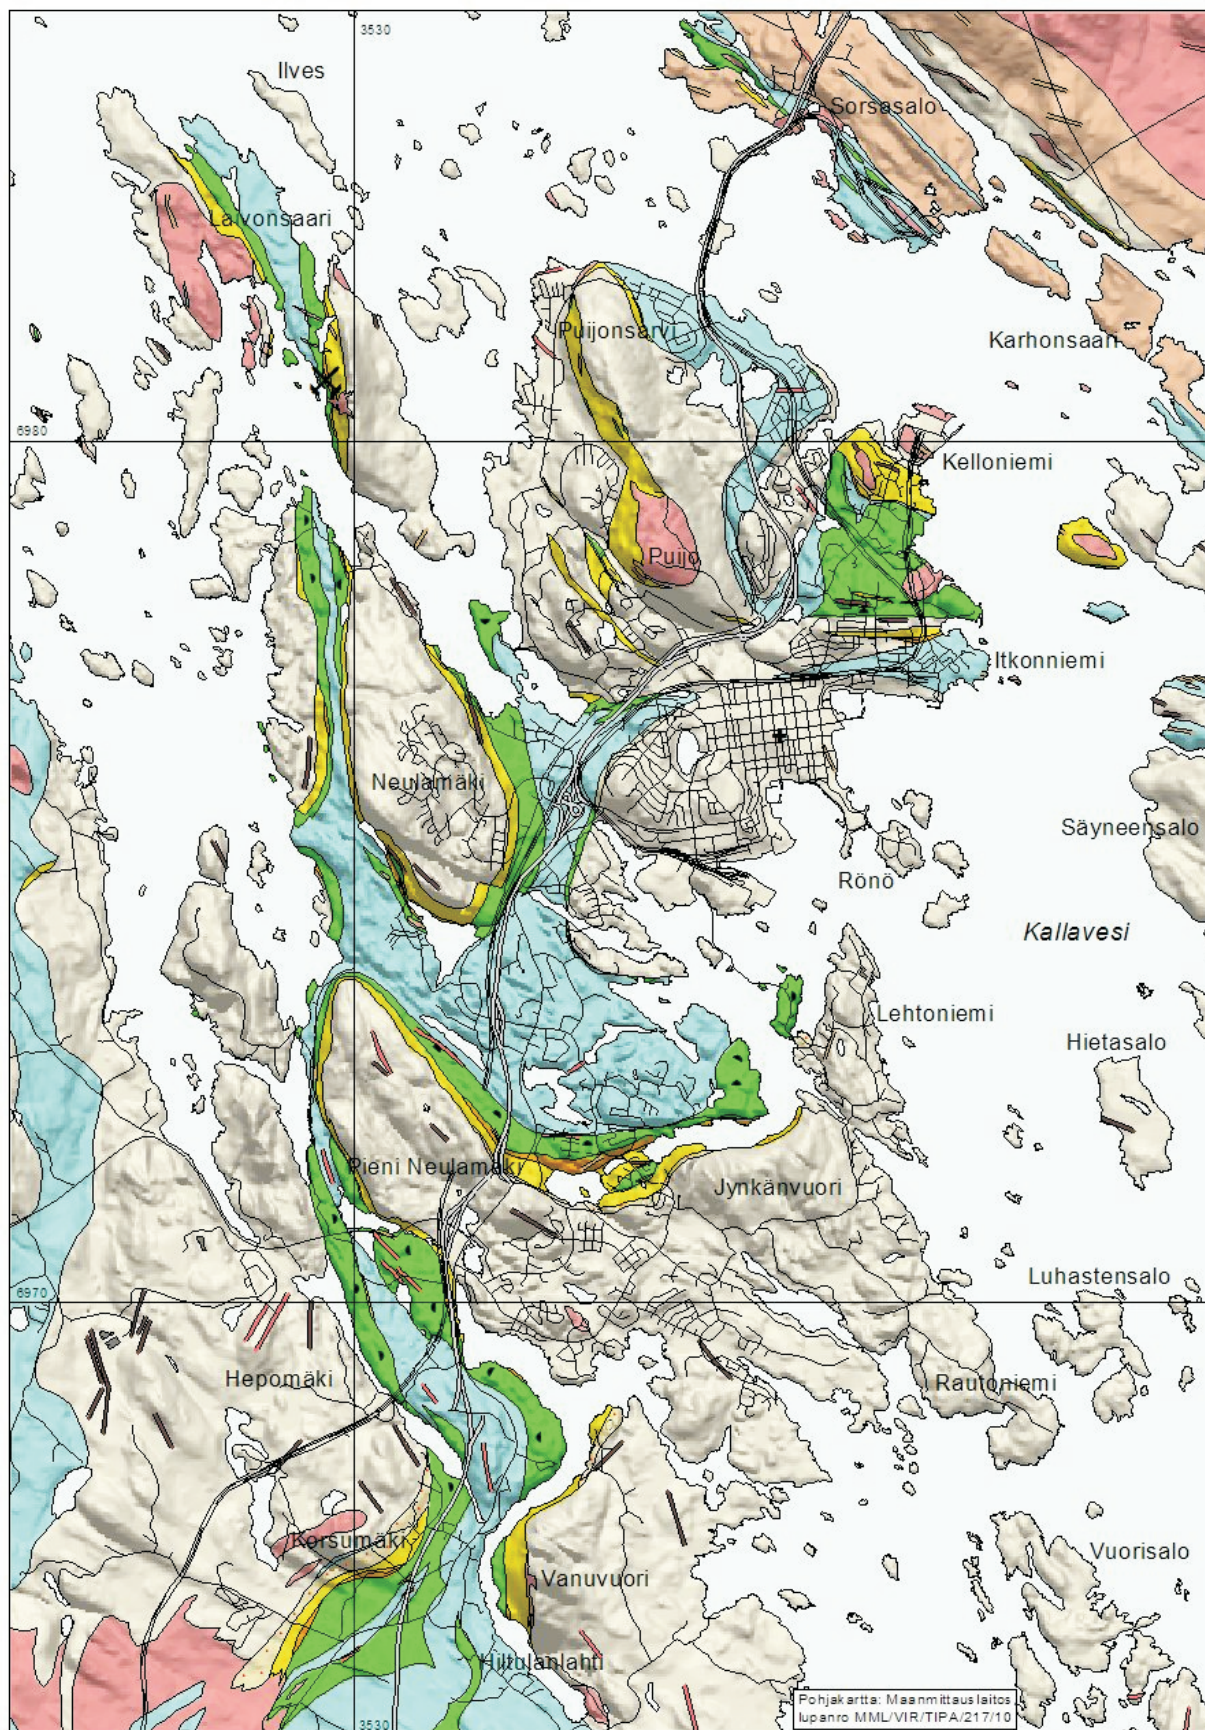 3530
Ilves
Sorsasalo
Laivonsaari
Puijonsarvi
Karhonsaari
6980
Kelloniemi
Puijo
Itkonniemi
Neulamäki
Säyneensalo
Rönö
Kallavesi
Lehtoniemi
Hietasalo
Pieni Neulamäki
Jynkänvuori
Luhastensalo
6970
Hepomäki
Rautoniemi
Korsumäki
Vuorisalo
Vanuvuori
Hiltulanlahti
Pohjakartta: Maanmittauslaitos
lupanro MML/VIR/TIPA/217/10
3530